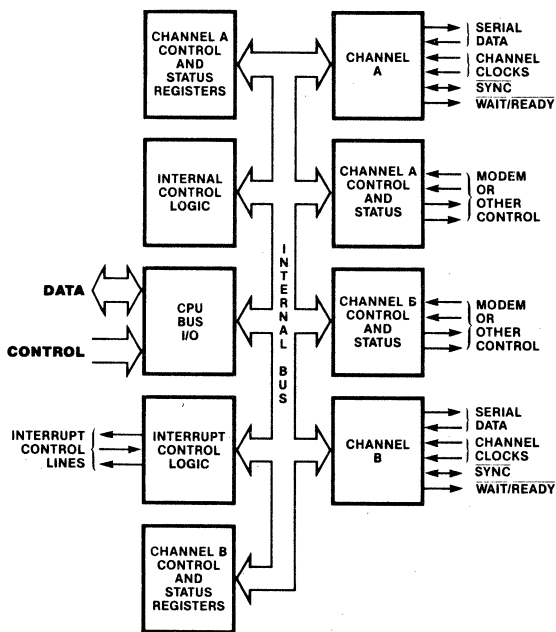 CHANNEL A
CONTROL
AND
STATUS
REGISTERS
CHANNEL
A
SERIAL
DATA
CHANNEL
CLOCKS
SYNC
WAIT/READY
INTERNAL
CONTROL
LOGIC
CHANNEL A
CONTROL
AND
STATUS
MODEM
OR
OTHER
CONTROL
INTERNAL BUS
DATA
CONTROL
CPU
BUS
I/O
CHANNEL B
CONTROL
AND
STATUS
MODEM
OR
OTHER
CONTROL
INTERRUPT
CONTROL
LINES
INTERRUPT
CONTROL
LOGIC
CHANNEL
B
SERIAL
DATA
CHANNEL
CLOCKS
SYNC
WAIT/READY
CHANNEL B
CONTROL
AND
STATUS
REGISTERS